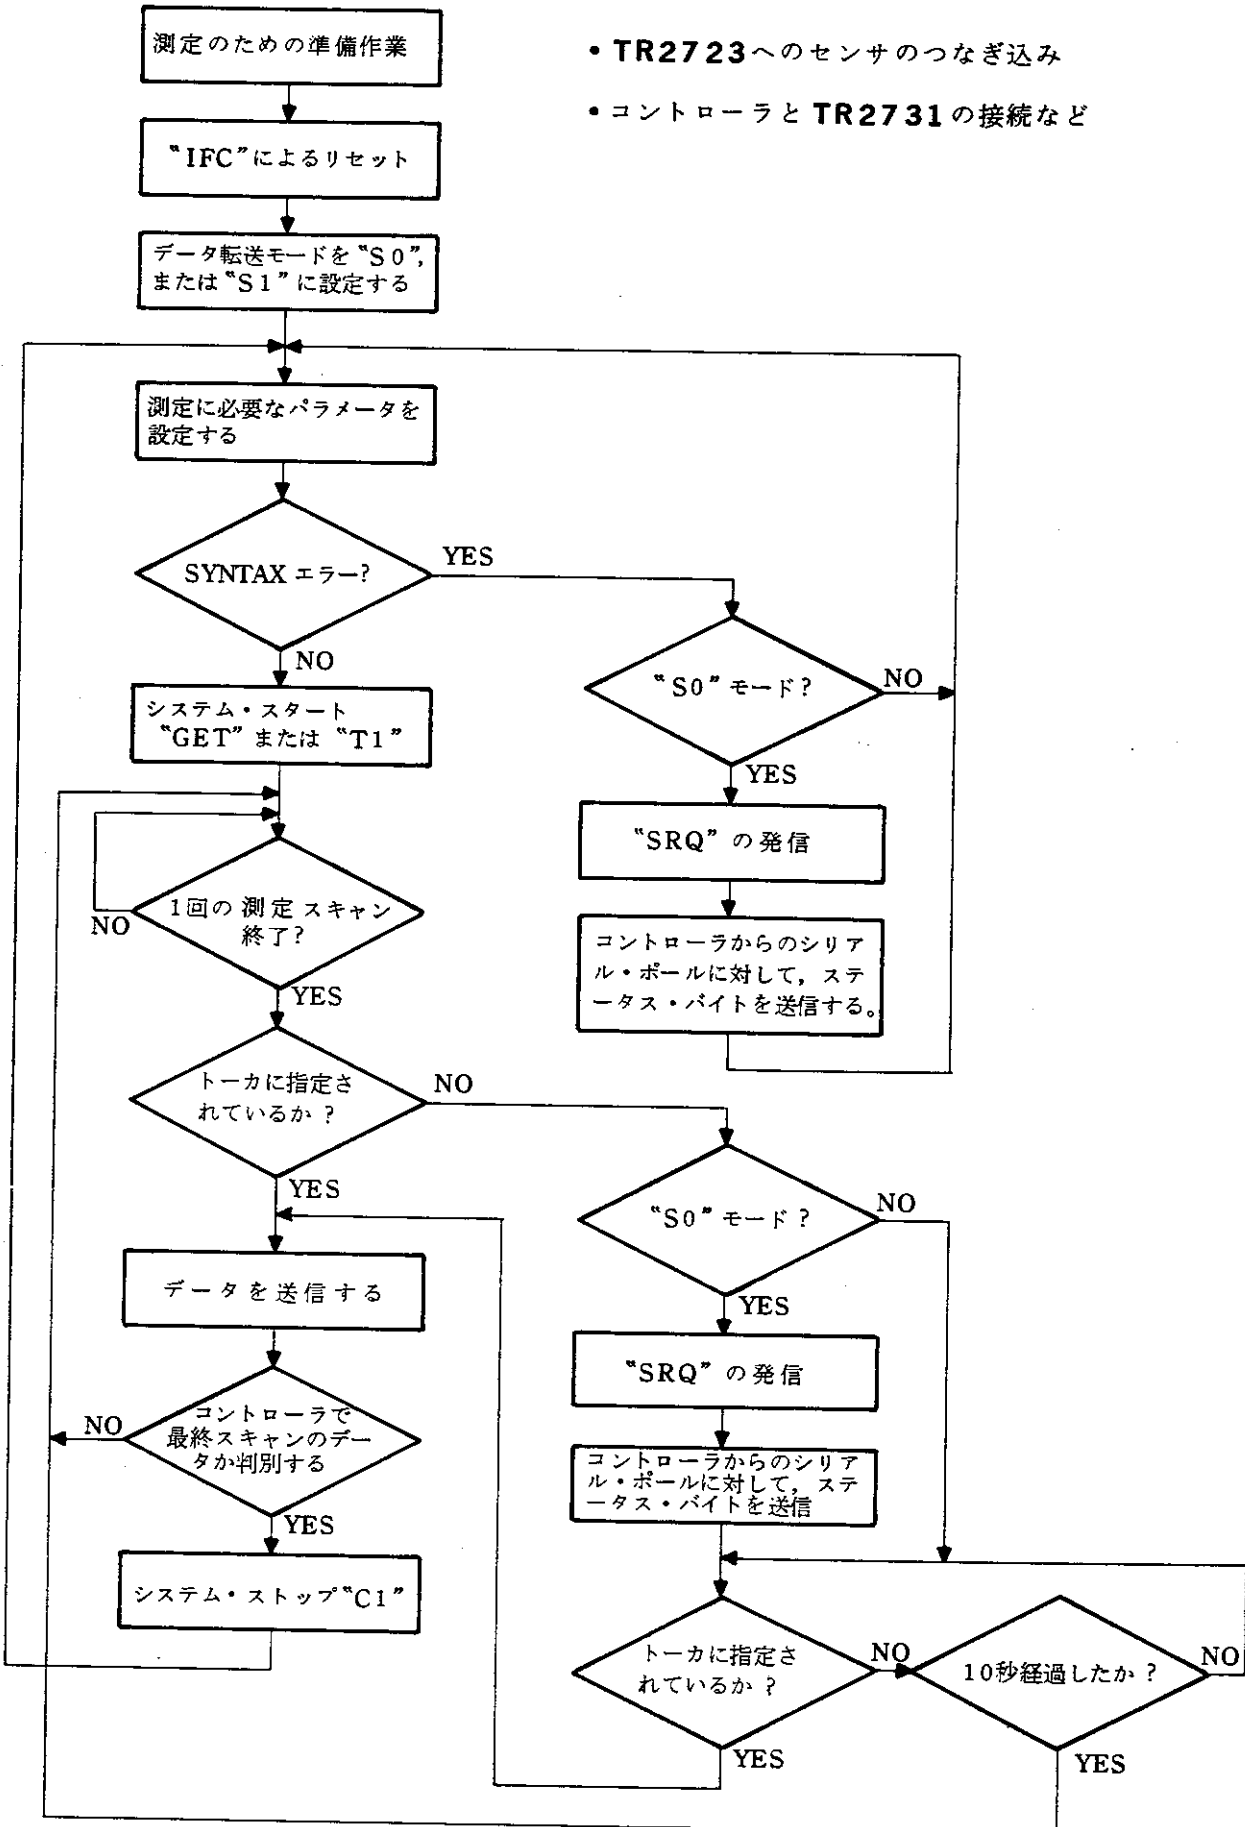 測定のための準備作業
• TR2723へのセンサのつなぎ込み
• コントローラと TR2731 の接続など
“IFC”によるリセット
データ転送モードを“S0”,
または“S1”に設定する
測定に必要なパラメータを
設定する
SYNTAX エラー?
YES
NO
“S0”モード?
NO
YES
システム・スタート
“GET”または“T1”
“SRQ”の発信
コントローラからのシリア
ル・ポールに対して, ステ
ータス・バイトを送信する。
1回の測定スキャン
終了?
NO
YES
トーカに指定さ
れているか?
NO
YES
“S0”モード?
NO
YES
データを送信する
“SRQ”の発信
コントローラで
最終スキャンのデー
タか判別する
NO
YES
コントローラからのシリア
ル・ポールに対して, ステ
ータス・バイトを送信
システム・ストップ“C1”
トーカに指定さ
れているか?
NO
YES
10秒経過したか?
NO
YES